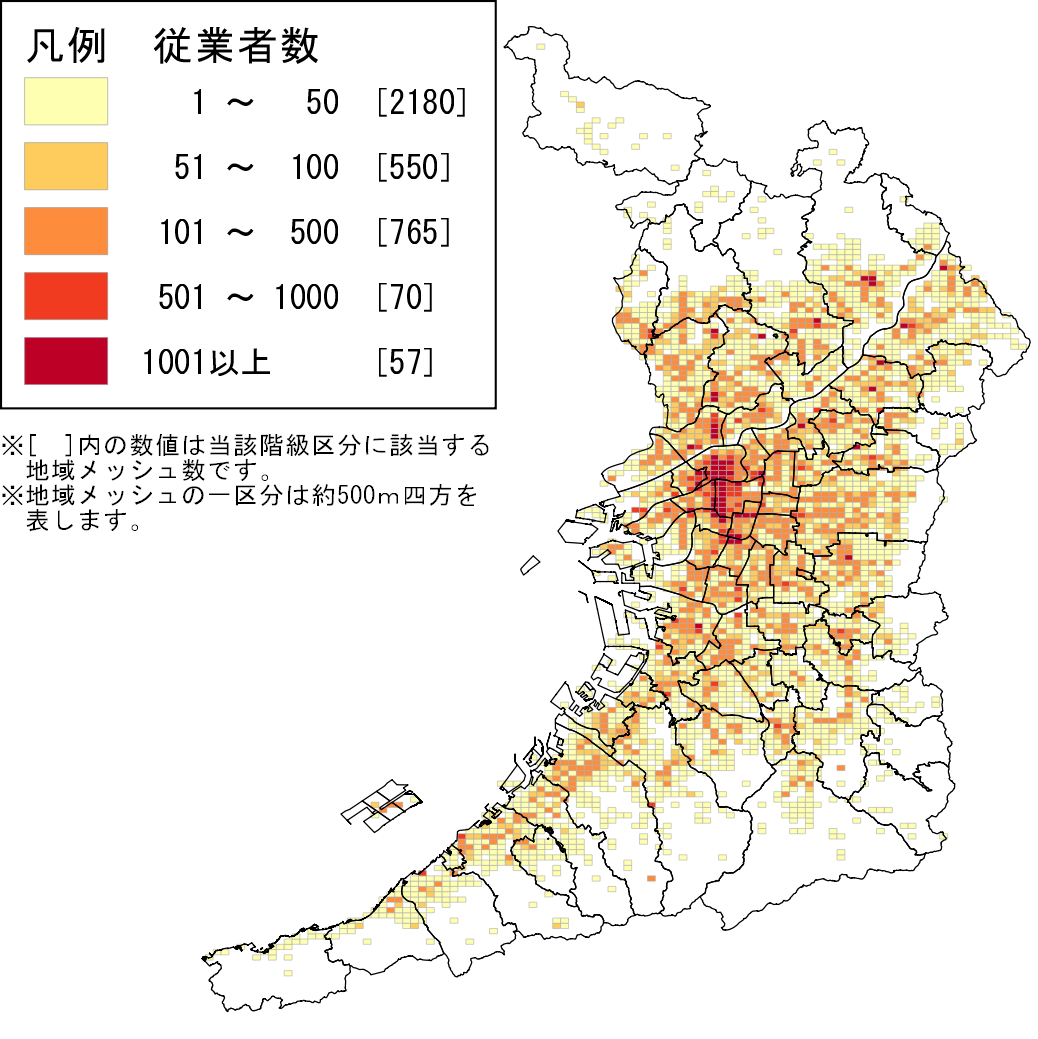 凡例 従業者数
1 ～ 50 [2180]
51 ～ 100 [550]
101 ～ 500 [765]
501 ～ 1000 [70]
1001以上 [57]
※[ ]内の数値は当該階級区分に該当する
地域メッシュ数です。
※地域メッシュの一区分は約500m四方を
表します。